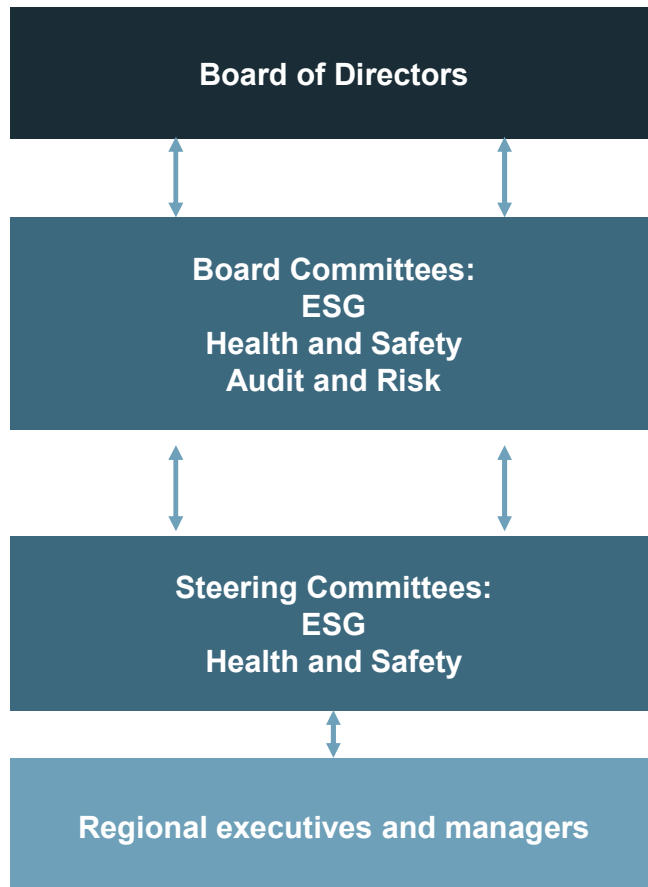 Board of Directors
Board Committees:
ESG
Health and Safety
Audit and Risk
Steering Committees:
ESG
Health and Safety
Regional executives and managers